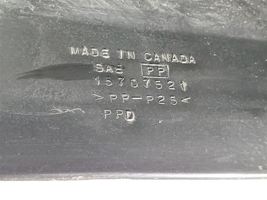 MADE IN CANADA
SAE PP
15707521
>PP-P25<
PPD